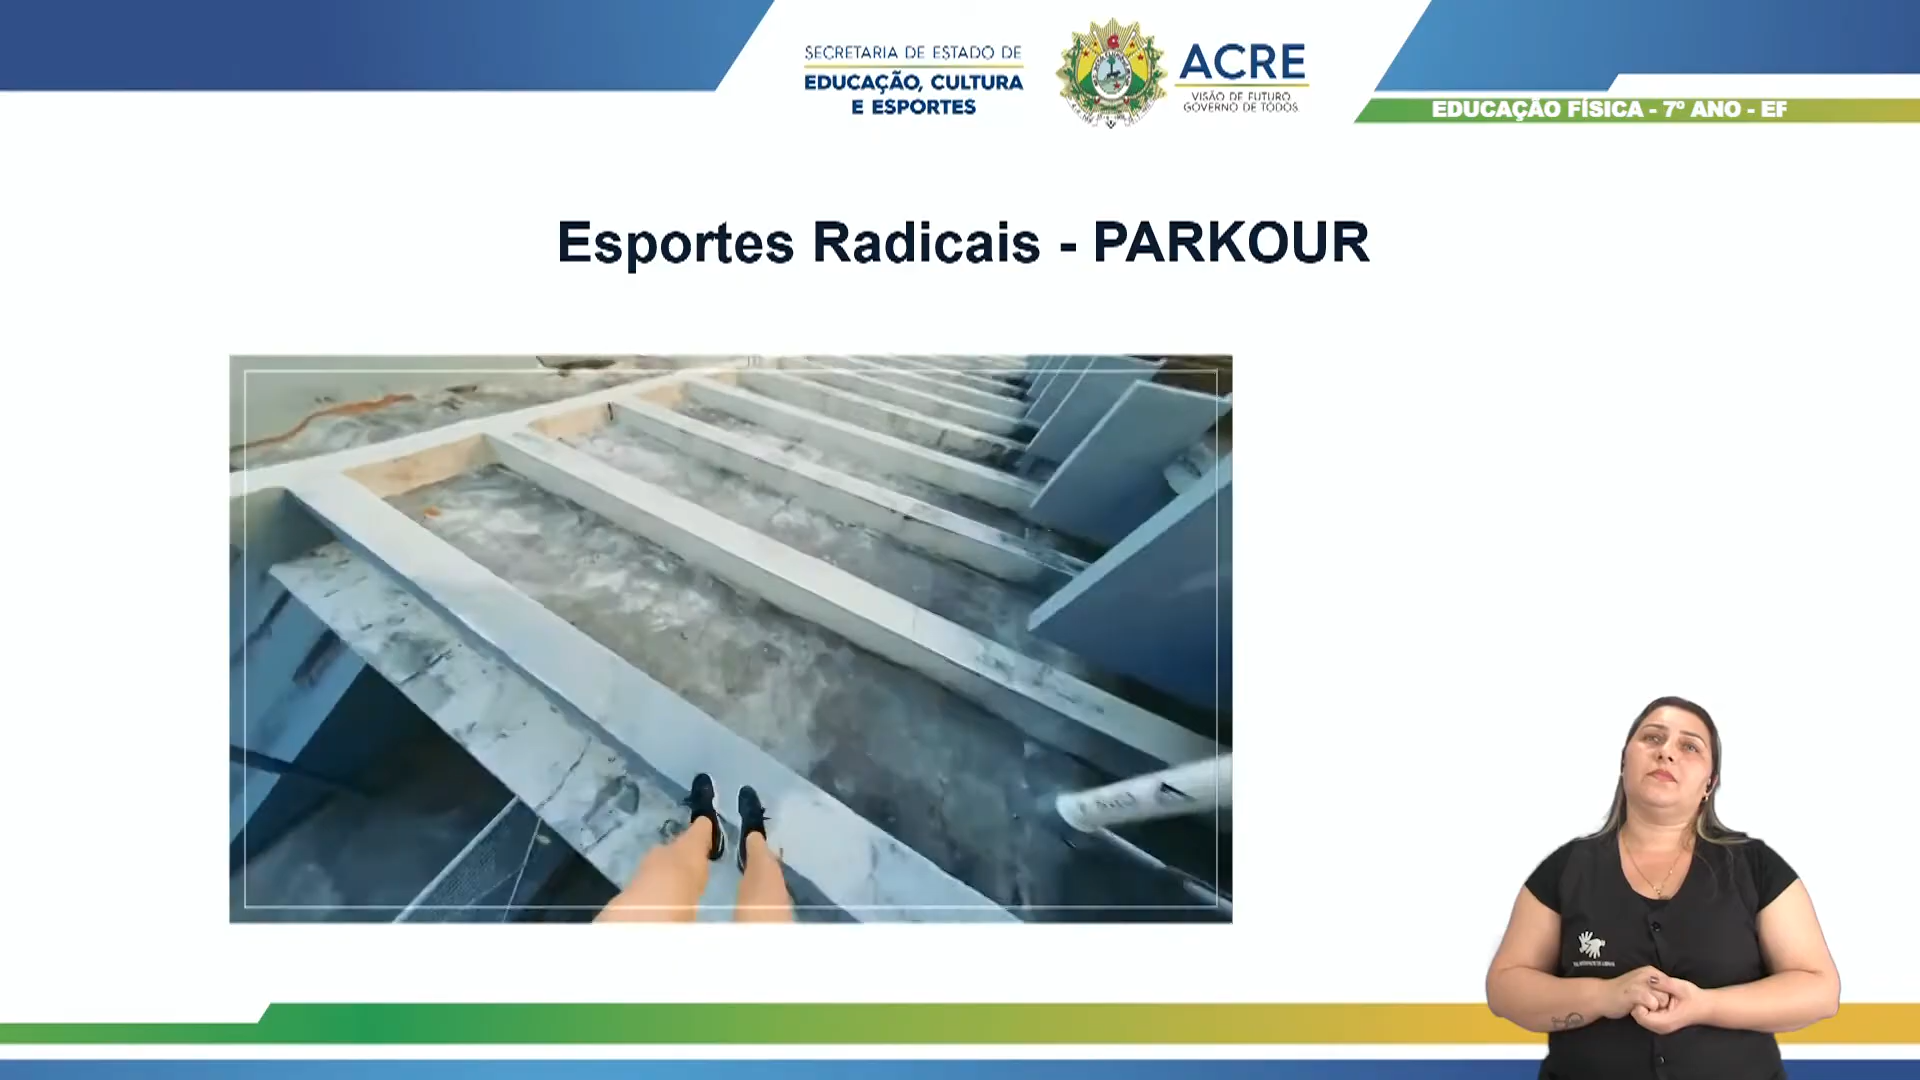 SECRETARIA DE ESTADO DE
EDUCAÇÃO, CULTURA
E ESPORTES
ACRE
VISÃO DE FUTURO
GOVERNO DE TODOS
EDUCAÇÃO FÍSICA - 7º ANO - EF
Esportes Radicais - PARKOUR